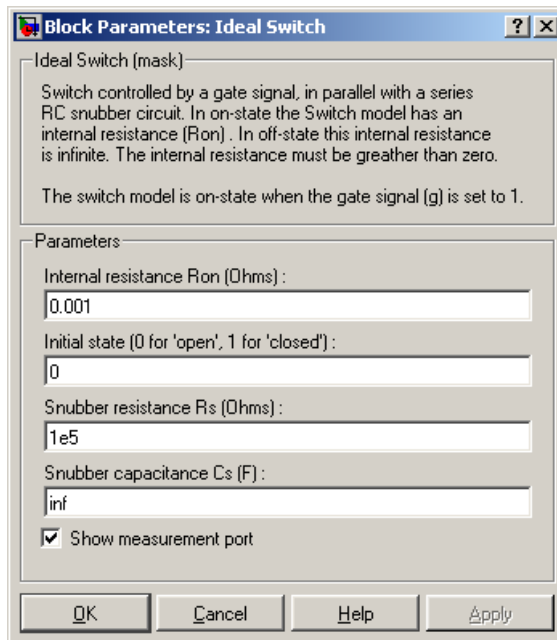 Block Parameters: Ideal Switch
Ideal Switch (mask)
Switch controlled by a gate signal, in parallel with a series
RC snubber circuit. In on-state the Switch model has an
internal resistance (Ron) . In off-state this internal resistance
is infinite. The internal resistance must be greather than zero.
The switch model is on-state when the gate signal (g) is set to 1.
Parameters
Internal resistance Ron (Ohms) :
0.001
Initial state (0 for 'open', 1 for 'closed') :
0
Snubber resistance Rs (Ohms) :
1e5
Snubber capacitance Cs (F) :
inf
Show measurement port
OK Cancel Help Apply